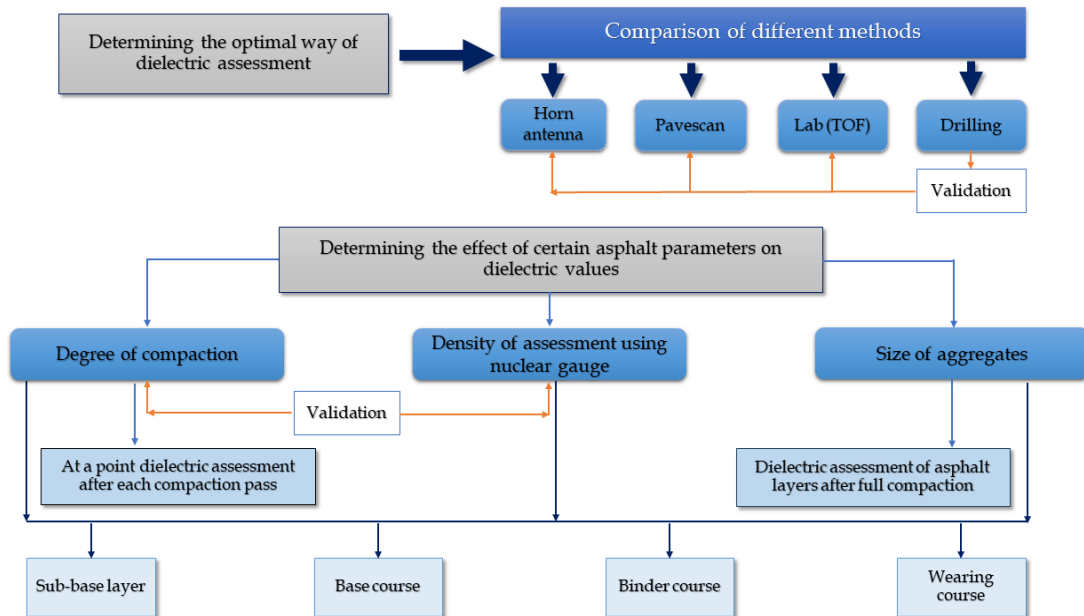 Determining the optimal way of
dielectric assessment
Comparison of different methods
Horn
antenna
Pavescan
Lab (TOF)
Drilling
Validation
Determining the effect of certain asphalt parameters on
dielectric values
Degree of compaction
Density of assessment using
nuclear gauge
Size of aggregates
Validation
At a point dielectric assessment
after each compaction pass
Dielectric assessment of asphalt
layers after full compaction
Sub-base layer
Base course
Binder course
Wearing
course